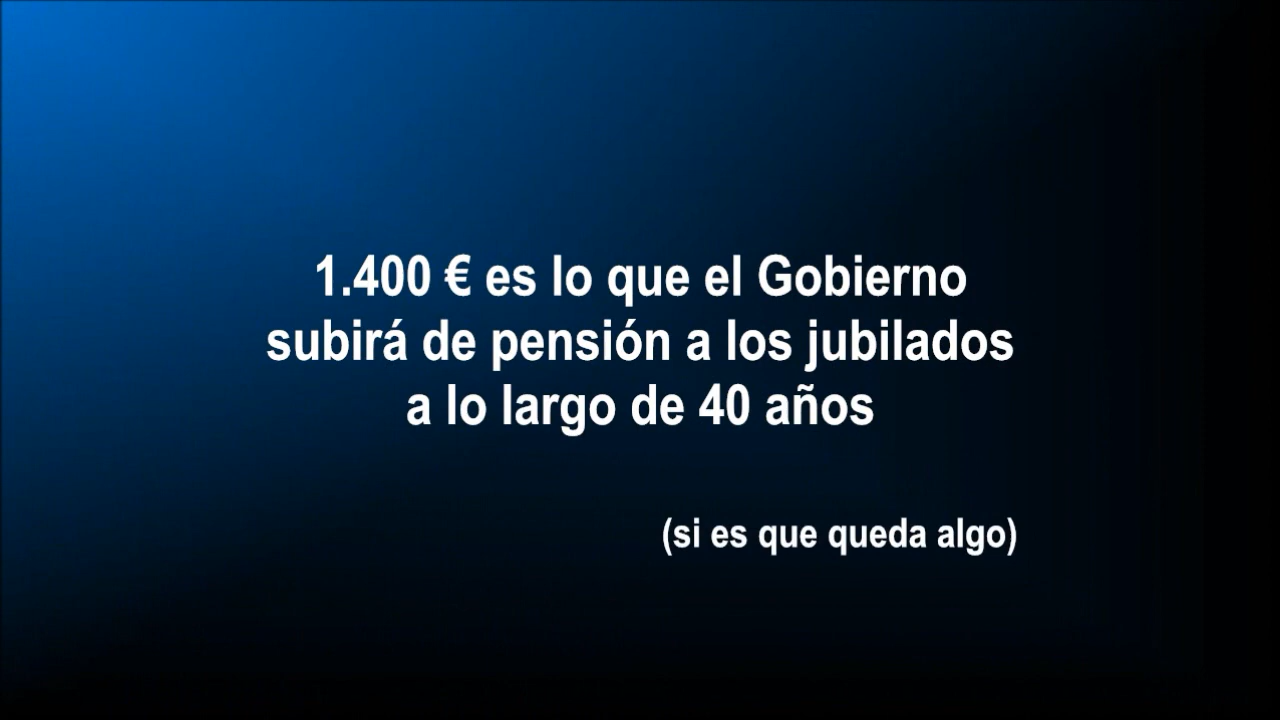 1.400 € es lo que el Gobierno
subirá de pensión a los jubilados
a lo largo de 40 años
(si es que queda algo)